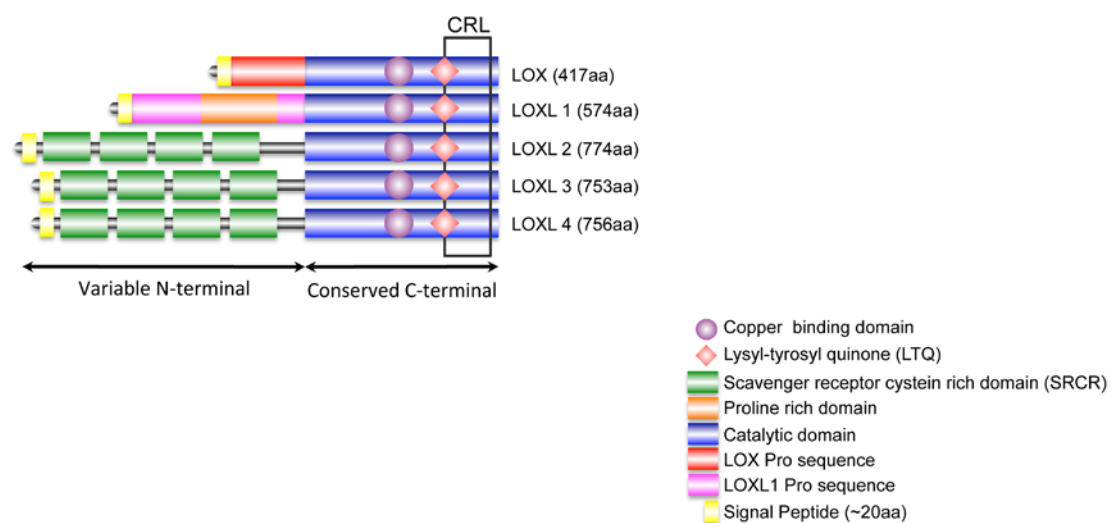 CRL
LOX (417aa)
LOXL 1 (574aa)
LOXL 2 (774aa)
LOXL 3 (753aa)
LOXL 4 (756aa)
Variable N-terminal
Conserved C-terminal
Copper binding domain
Lysyl-tyrosyl quinone (LTQ)
Scavenger receptor cystein rich domain (SRCR)
Proline rich domain
Catalytic domain
LOX Pro sequence
LOXL1 Pro sequence
Signal Peptide (~20aa)